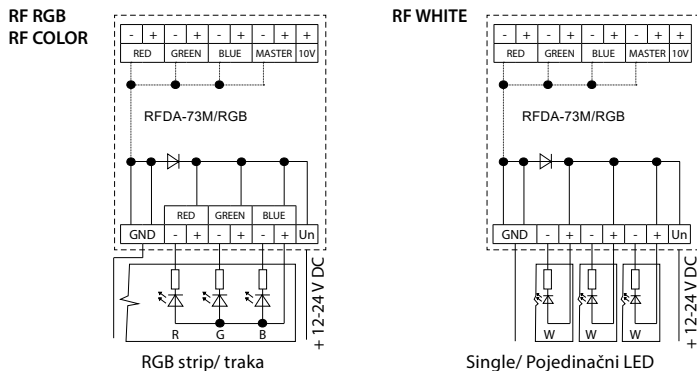 RF RGB
RF COLOR
- + - + - + - + +
RED GREEN BLUE MASTER 10V
RFDA-73M/RGB
RED GREEN BLUE
GND - + - + - + Un
R G B
+ 12-24 V DC
RGB strip/ traka
RF WHITE
- + - + - + - + +
RED GREEN BLUE MASTER 10V
RFDA-73M/RGB
GND - + - + - + Un
W W W
+ 12-24 V DC
Single/ Pojedinačni LED